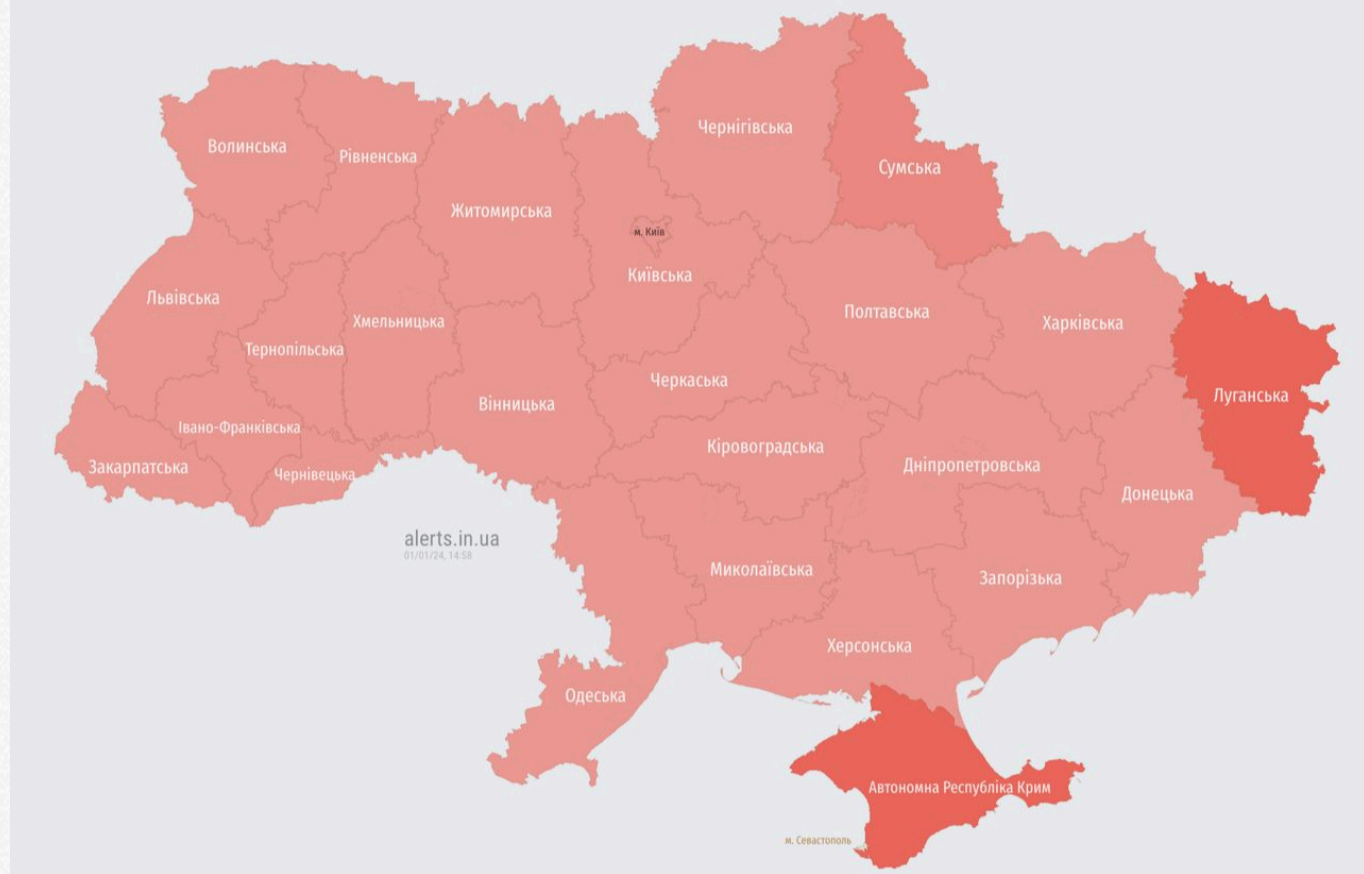 Чернігівська
Волинська
Рівненська
Сумська
Житомирська
м. Київ
Київська
Львівська
Полтавська
Хмельницька
Харківська
Тернопільська
Черкаська
Луганська
Вінницька
Івано-Франківська
Кіровоградська
Закарпатська
Чернівецька
Дніпропетровська
Донецька
alerts.in.ua
01/01/24, 14:58
Миколаївська
Запорізька
Херсонська
Одеська
Автономна Республіка Крим
м. Севастополь